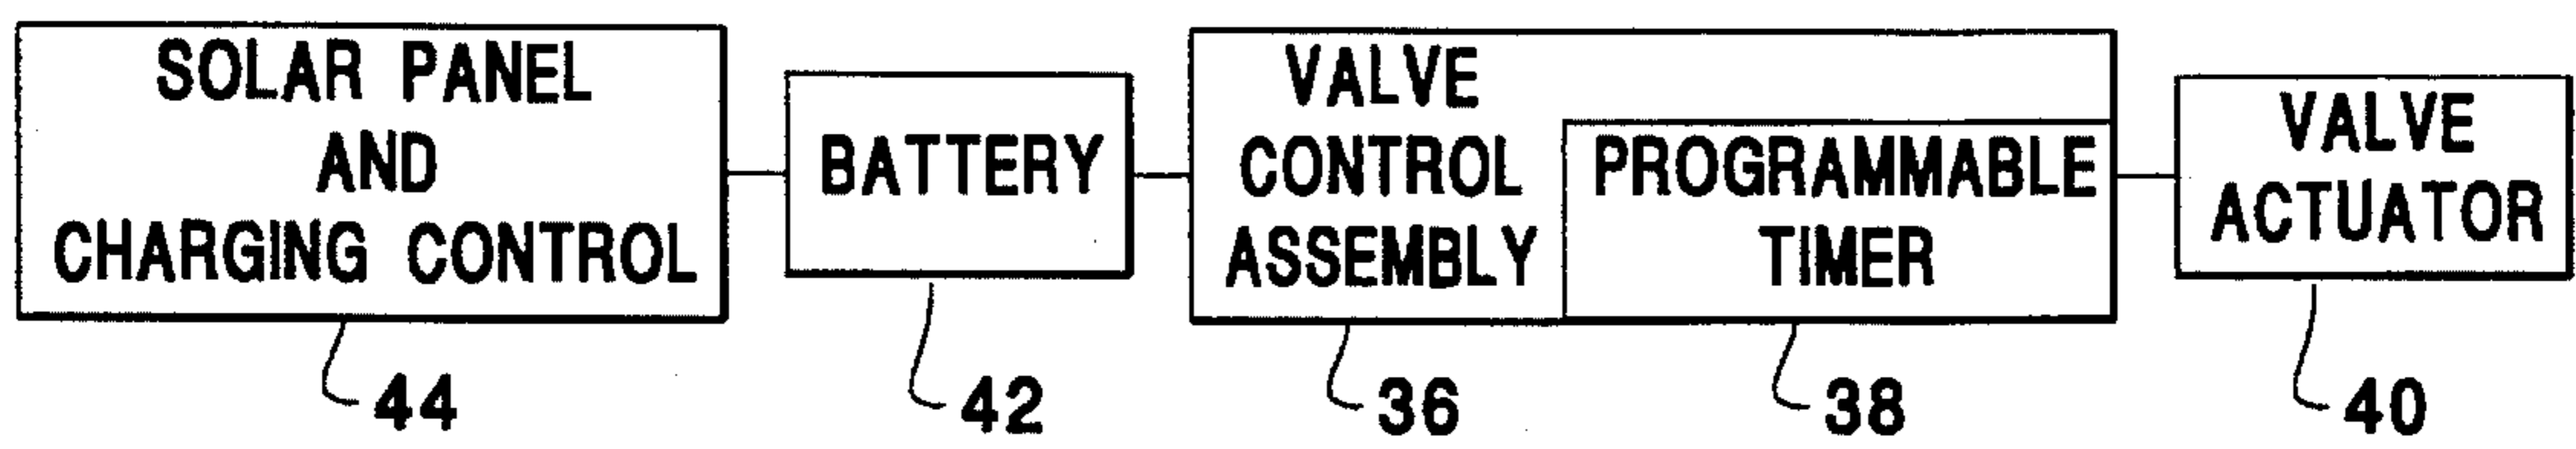 SOLAR PANEL
AND
CHARGING CONTROL
BATTERY
VALVE
CONTROL
ASSEMBLY
PROGRAMMABLE
TIMER
VALVE
ACTUATOR
44
42
36
38
40